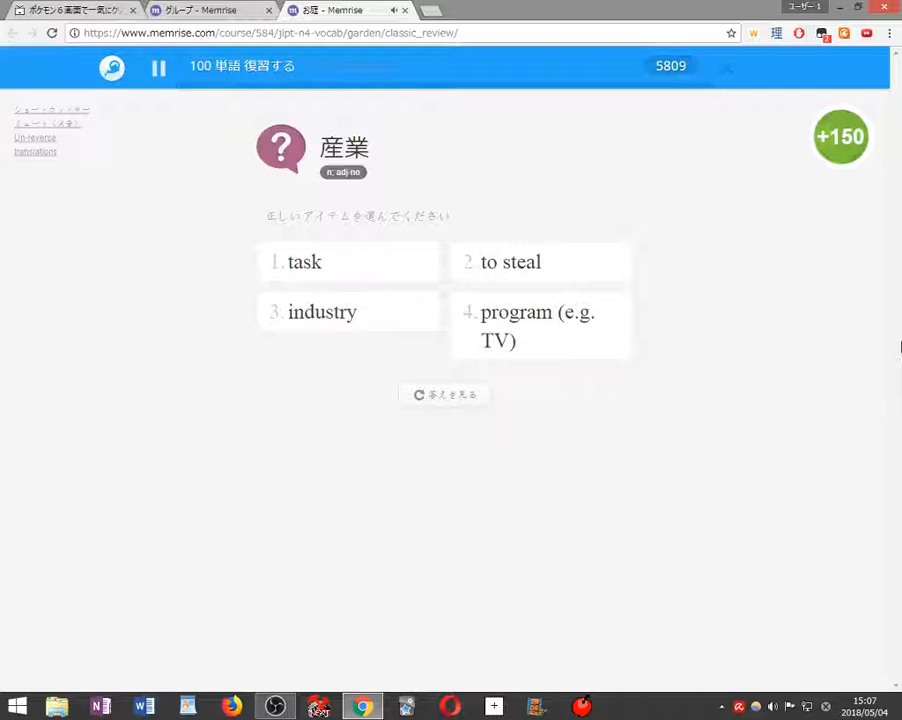 ポケモン6画面で一気にクリ
グループ - Memrise
お庭 - Memrise
ユーザー 1
https://www.memrise.com/course/584/jlpt-n4-vocab/garden/classic_review/
100 単語 復習する
5809
Un-reverse
translations
産業
n; adj-no
+150
正しいアイテムを選んでください
1. task
2. to steal
3. industry
4. program (e.g.
TV)
答えを見る
15:07
2018/05/04